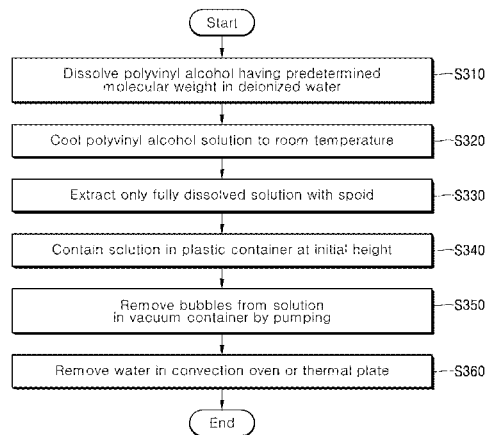 Start
Dissolve polyvinyl alcohol having predetermined
molecular weight in deionized water
S310
Cool polyvinyl alcohol solution to room temperature
S320
Extract only fully dissolved solution with spoid
S330
Contain solution in plastic container at initial height
S340
Remove bubbles from solution
in vacuum container by pumping
S350
Remove water in convection oven or thermal plate
S360
End